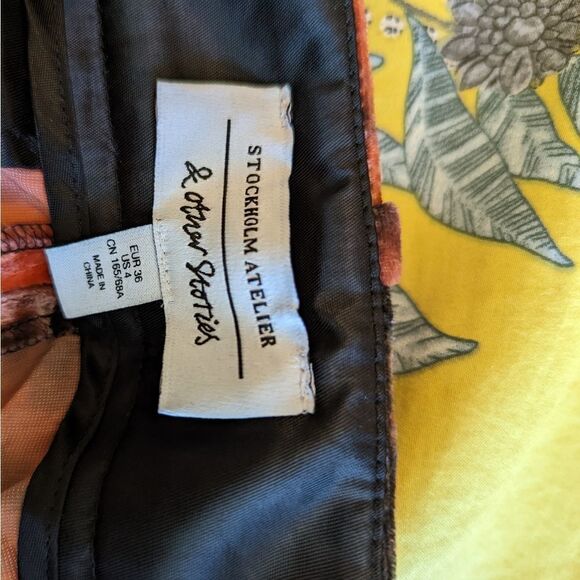 STOCKHOLM ATELIER
& other Stories
EUR 36
US 4
CN 165/68A
MADE IN
CHINA